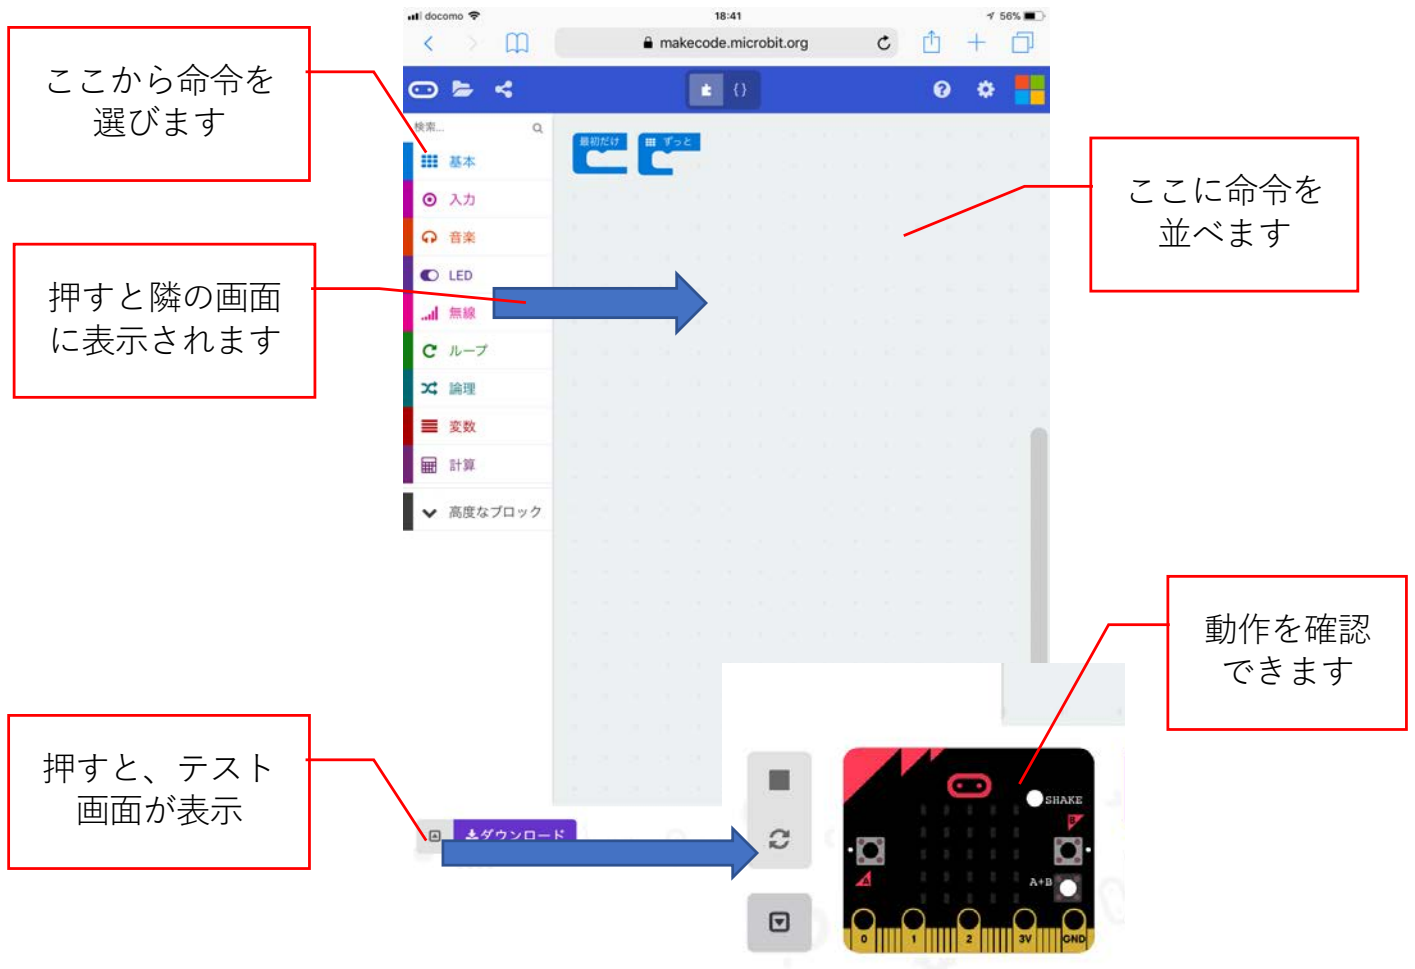 docomo
18:41
56%
makecode.microbit.org
ここから命令を
選びます
{}
検索...
最初だけ
ずっと
基本
入力
音楽
LED
無線
ループ
論理
変数
計算
高度なブロック
ここに命令を
並べます
押すと隣の画面
に表示されます
動作を確認
できます
押すと、テスト
画面が表示
ダウンロード
SHAKE
B
A
A+B
0
1
2
3V
GND